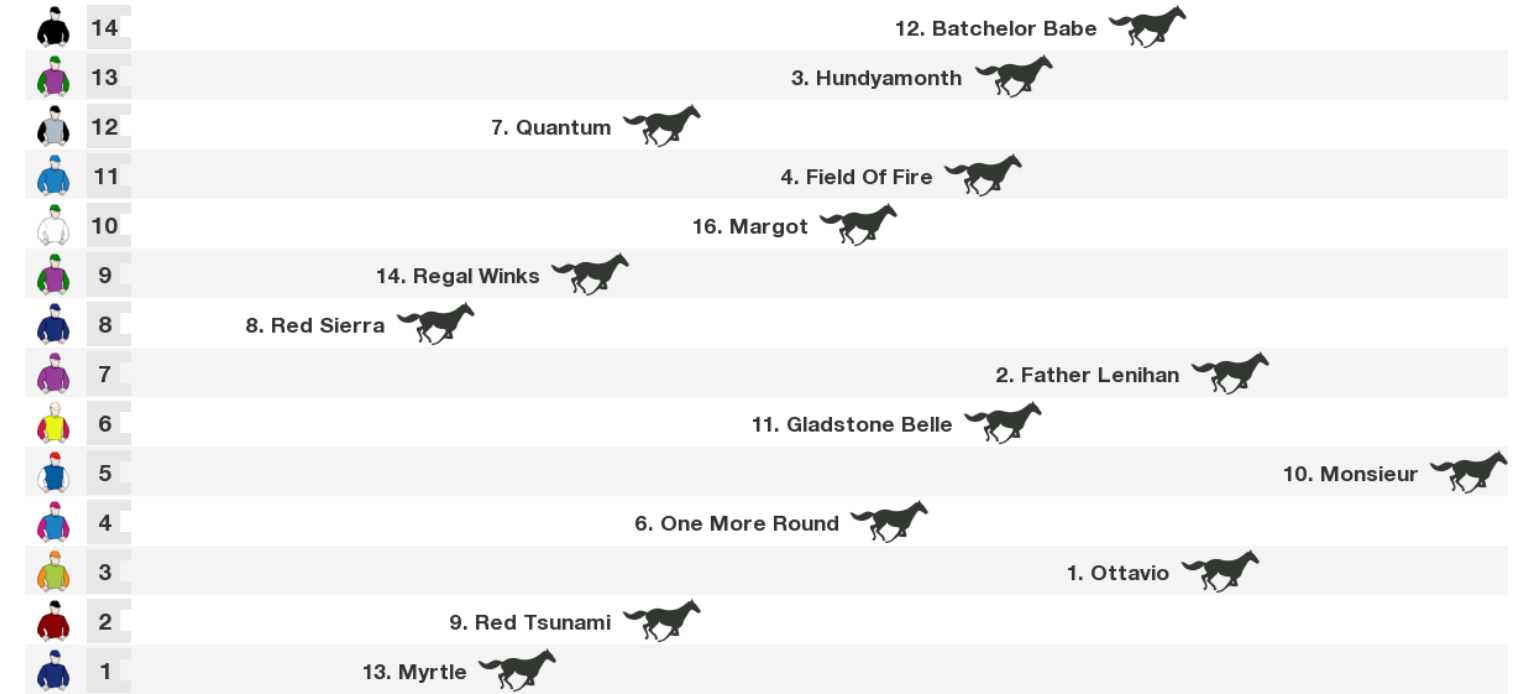 14 12. Batchelor Babe
13 3. Hundyamonth
12 7. Quantum
11 4. Field Of Fire
10 16. Margot
9 14. Regal Winks
8 8. Red Sierra
7 2. Father Lenihan
6 11. Gladstone Belle
5 10. Monsieur
4 6. One More Round
3 1. Ottavio
2 9. Red Tsunami
1 13. Myrtle